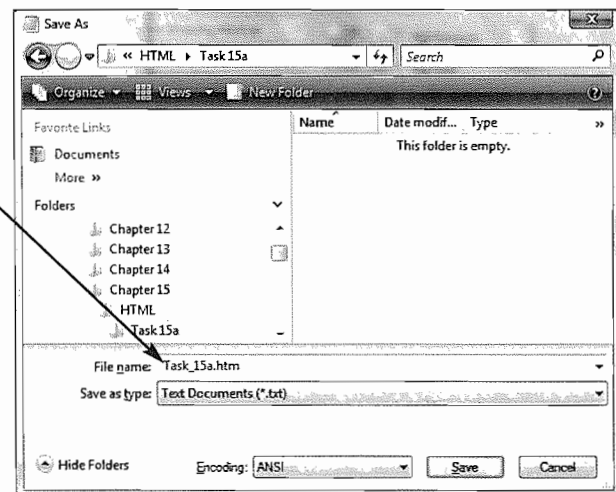 Save As
« HTML ▸ Task 15a
Search
Organize Views New Folder
Favorite Links
Documents
More »
Folders
Chapter 12
Chapter 13
Chapter 14
Chapter 15
HTML
Task 15a
Name Date modif... Type »
This folder is empty.
File name: Task_15a.htm
Save as type: Text Documents (*.txt)
Hide Folders
Encoding: ANSI
Save
Cancel